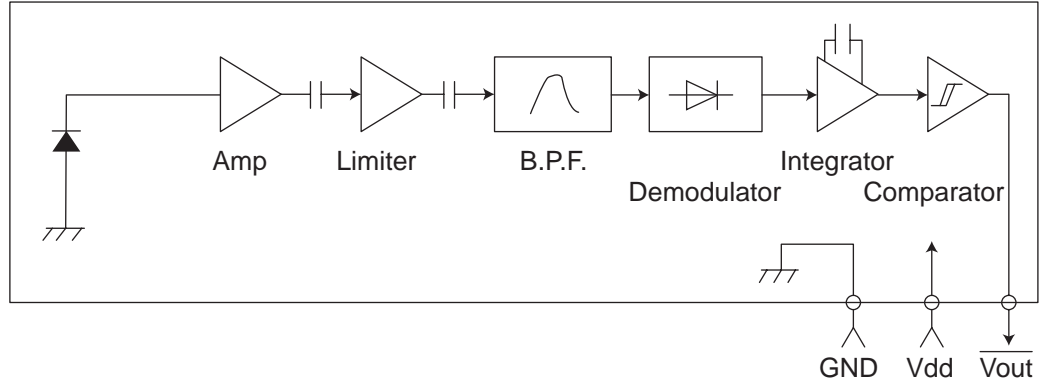 Amp
Limiter
B.P.F.
Demodulator
Integrator
Comparator
GND
Vdd
Vout